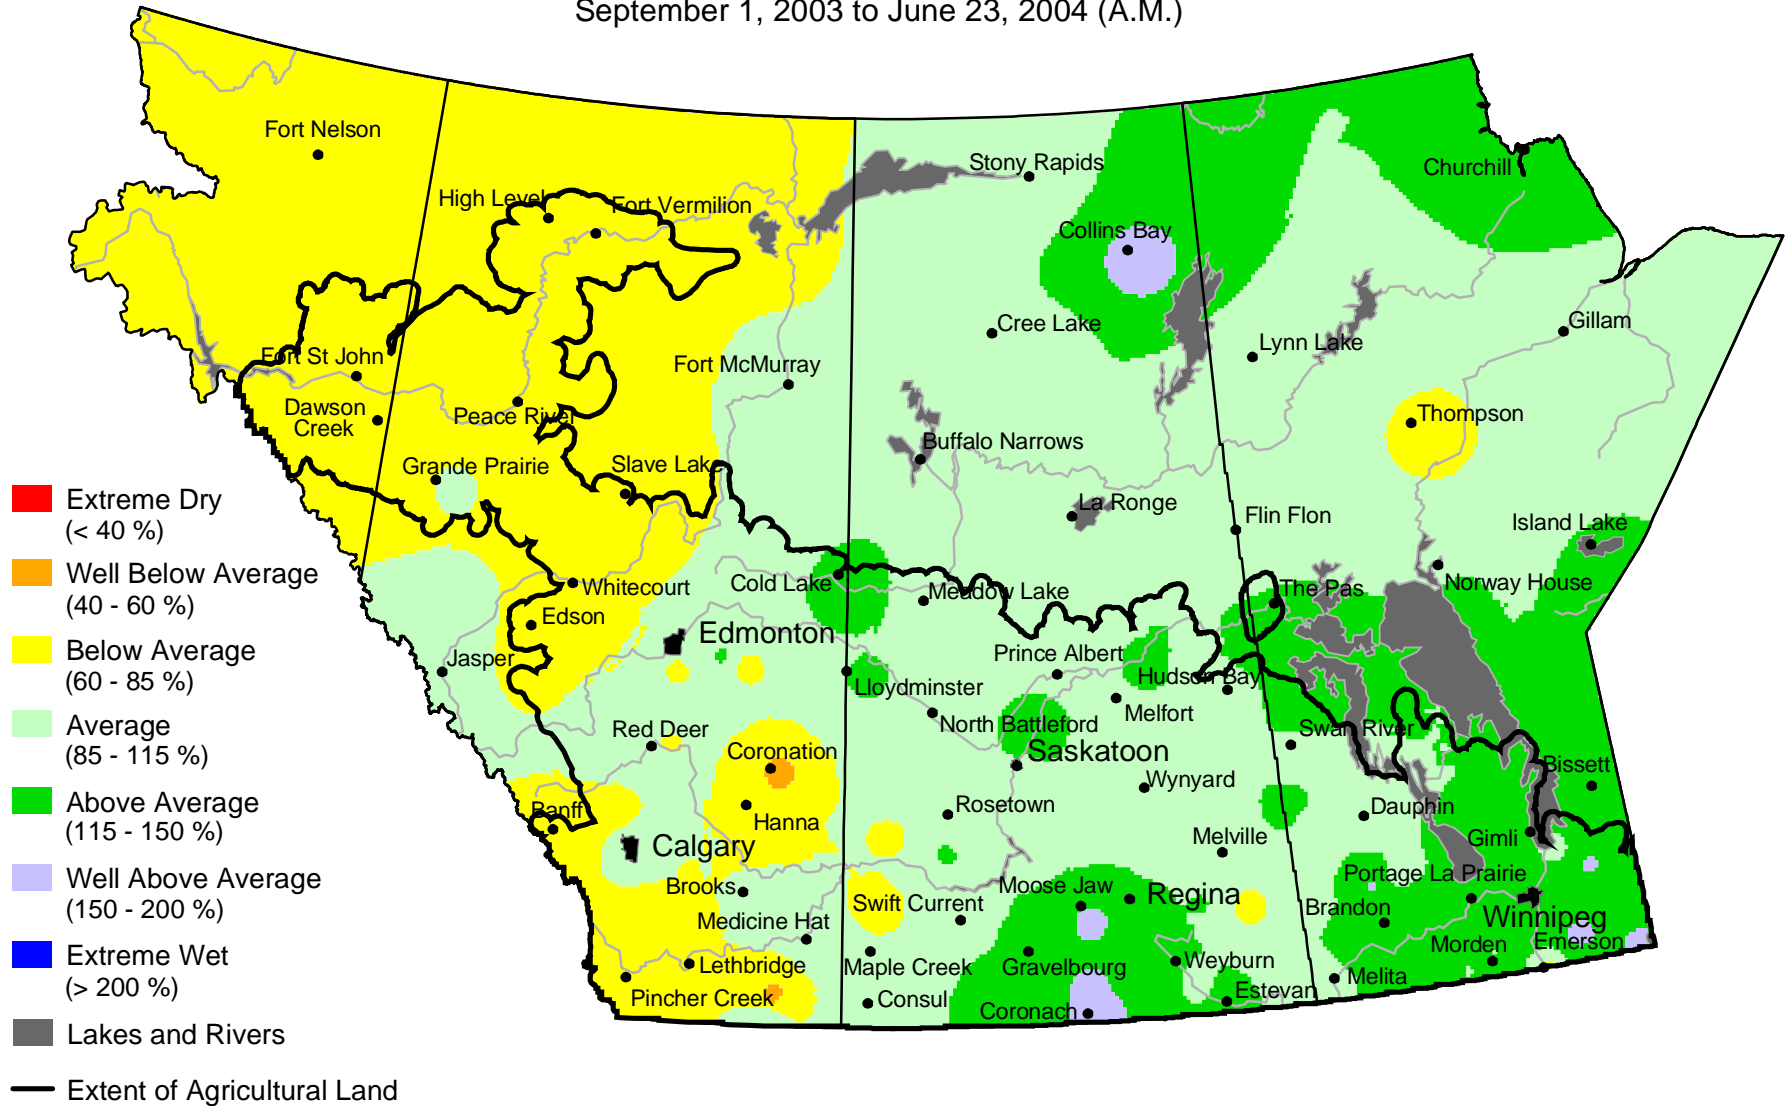 September 1, 2003 to June 23, 2004 (A.M.)
Fort Nelson
Churchill
Stony Rapids
High Level
Fort Vermilion
Collins Bay
Cree Lake
Gillam
Lynn Lake
Fort St John
Fort McMurray
Dawson
Creek
Peace River
Thompson
Buffalo Narrows
Grande Prairie
Slave Lake
La Ronge
Flin Flon
Island Lake
Whitecourt
Cold Lake
Meadow Lake
The Pas
Norway House
Edson
Edmonton
Jasper
Prince Albert
Hudson Bay
Lloydminster
Melfort
North Battleford
Red Deer
Swan River
Coronation
Saskatoon
Bissett
Wynyard
Banff
Hanna
Rosetown
Dauphin
Calgary
Melville
Gimli
Brooks
Moose Jaw
Regina
Portage La Prairie
Medicine Hat
Swift Current
Brandon
Winnipeg
Morden
Emerson
Lethbridge
Maple Creek
Gravelbourg
Weyburn
Melita
Pincher Creek
Consul
Coronach
Estevan
Extreme Dry
(< 40 %)
Well Below Average
(40 - 60 %)
Below Average
(60 - 85 %)
Average
(85 - 115 %)
Above Average
(115 - 150 %)
Well Above Average
(150 - 200 %)
Extreme Wet
(> 200 %)
Lakes and Rivers
Extent of Agricultural Land